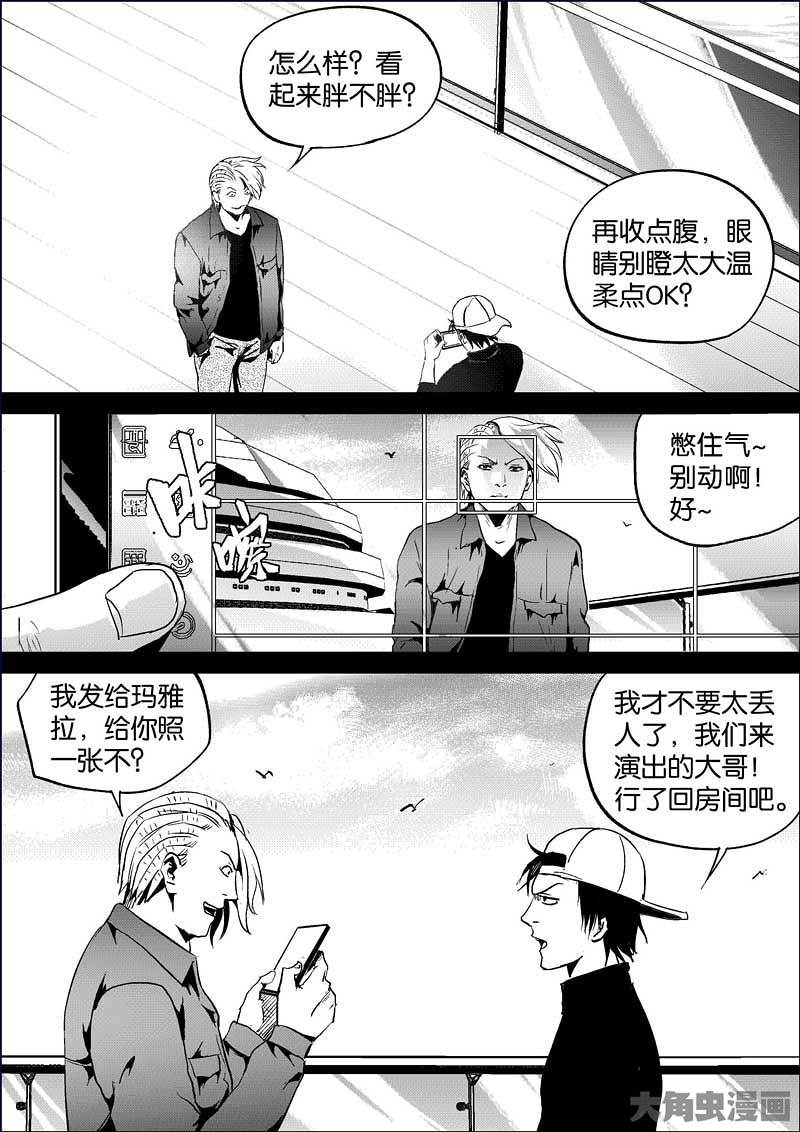 怎么样？看
起来胖不胖？
再收点腹，眼
睛别瞪太大温
柔点OK？
憋住气~
别动啊！
好~
咔
嚓
我发给玛雅
拉，给你照
一张不？
我才不要太丢
人了，我们来
演出的大哥！
行了回房间吧。
大角虫漫画